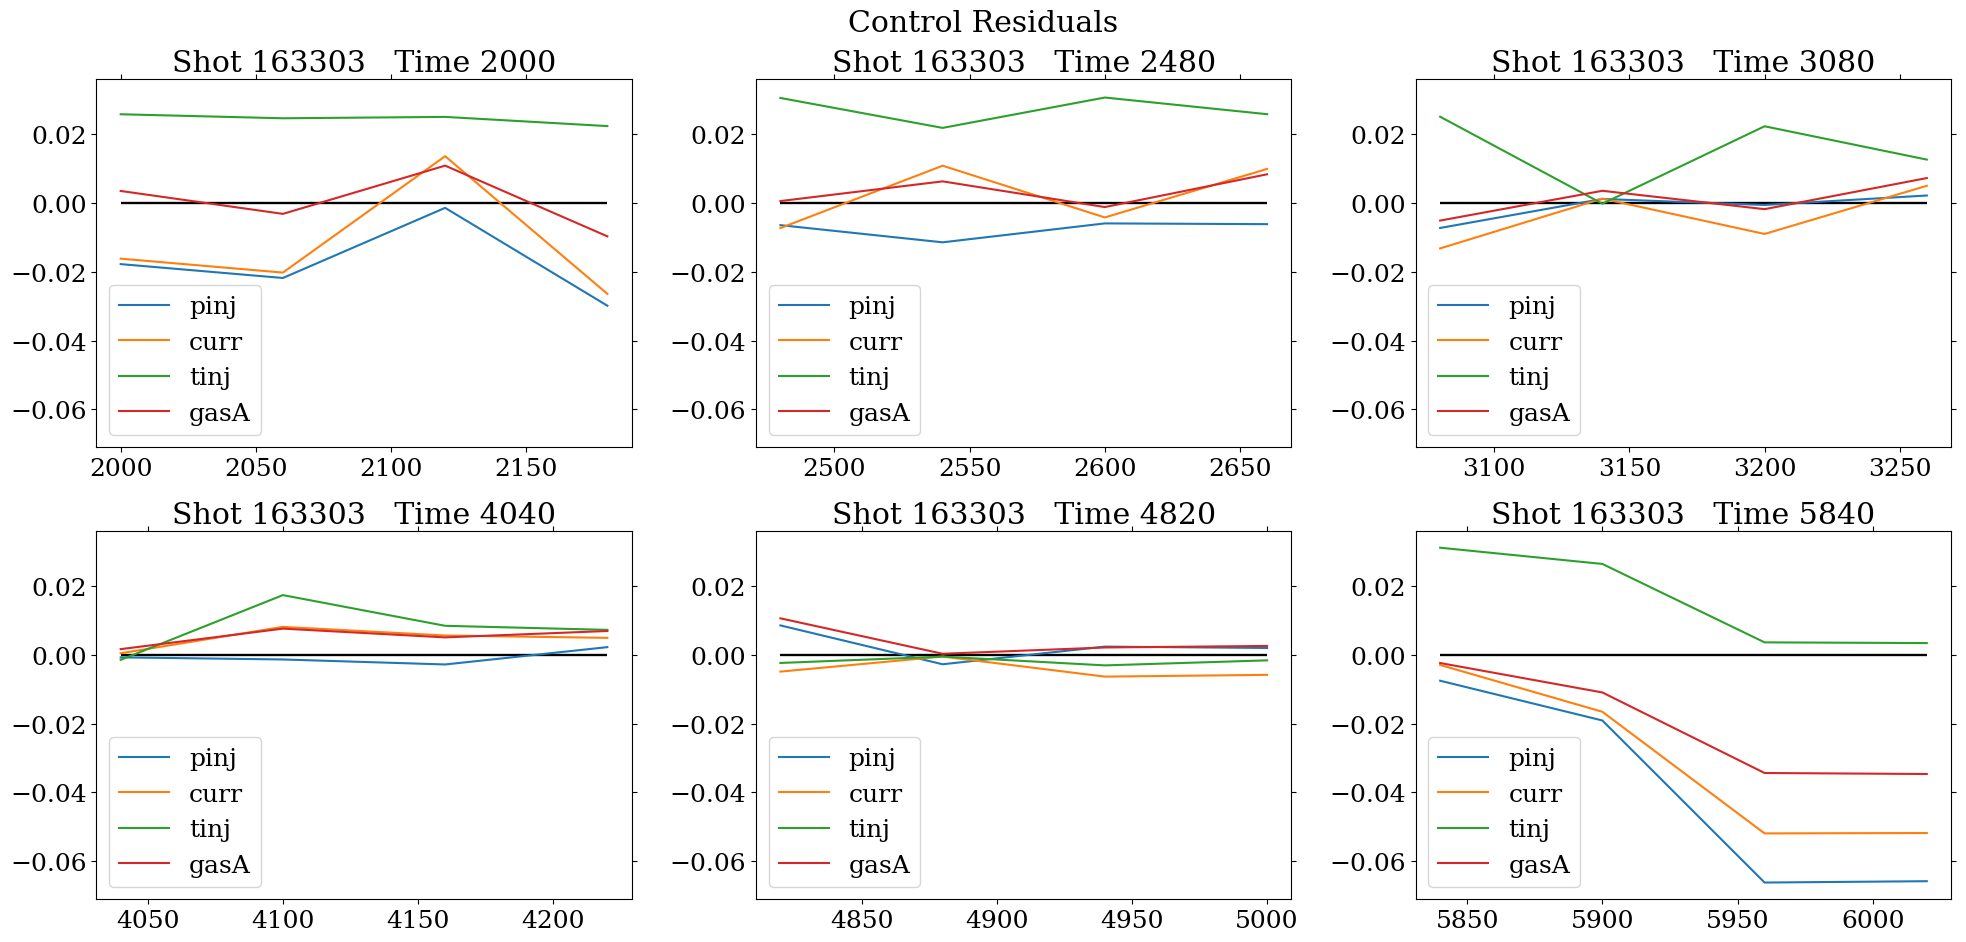 Control Residuals
Shot 163303 Time 2000
0.02
0.00
−0.02
−0.04
−0.06
pinj
curr
tinj
gasA
2000 2050 2100 2150
Shot 163303 Time 2480
0.02
0.00
−0.02
−0.04
−0.06
pinj
curr
tinj
gasA
2500 2550 2600 2650
Shot 163303 Time 3080
0.02
0.00
−0.02
−0.04
−0.06
pinj
curr
tinj
gasA
3100 3150 3200 3250
Shot 163303 Time 4040
0.02
0.00
−0.02
−0.04
−0.06
pinj
curr
tinj
gasA
4050 4100 4150 4200
Shot 163303 Time 4820
0.02
0.00
−0.02
−0.04
−0.06
pinj
curr
tinj
gasA
4850 4900 4950 5000
Shot 163303 Time 5840
0.02
0.00
−0.02
−0.04
−0.06
pinj
curr
tinj
gasA
5850 5900 5950 6000